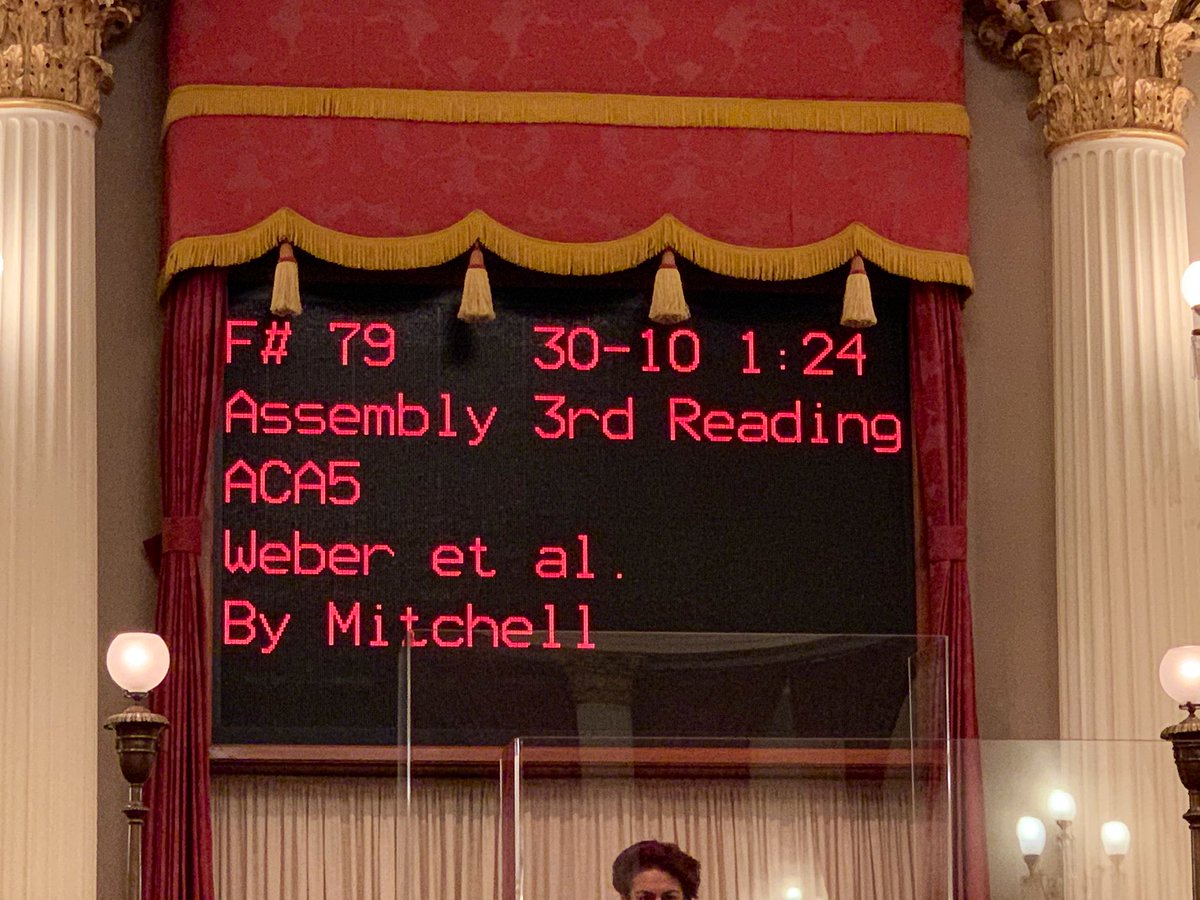 F# 79 30-10 1:24
Assembly 3rd Reading
ACA5
Weber et al.
By Mitchell